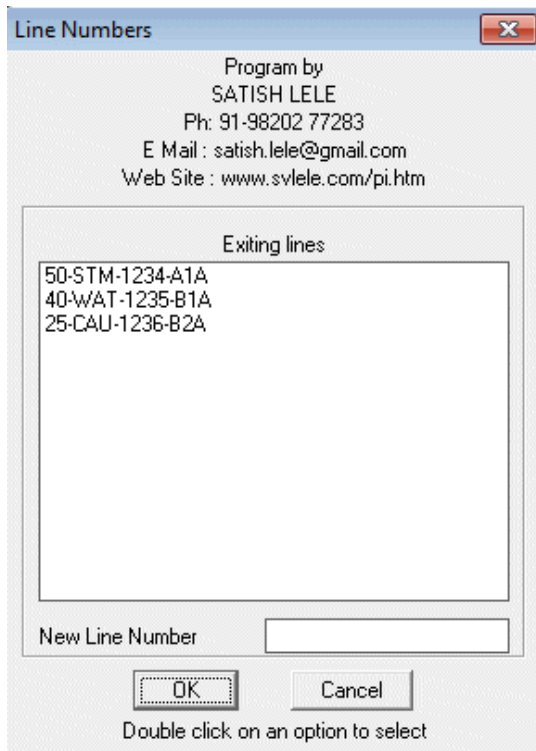 Line Numbers
Program by
SATISH LELE
Ph: 91-98202 77283
E Mail : satish.lele@gmail.com
Web Site : www.svlele.com/pi.htm
Exiting lines
50-STM-1234-A1A
40-WAT-1235-B1A
25-CAU-1236-B2A
New Line Number
OK Cancel
Double click on an option to select